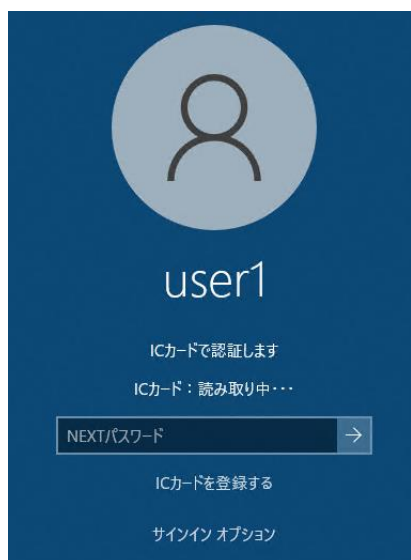 user1
ICカードで認証します
ICカード：読み取り中・・・
NEXTパスワード
ICカードを登録する
サインイン オプション